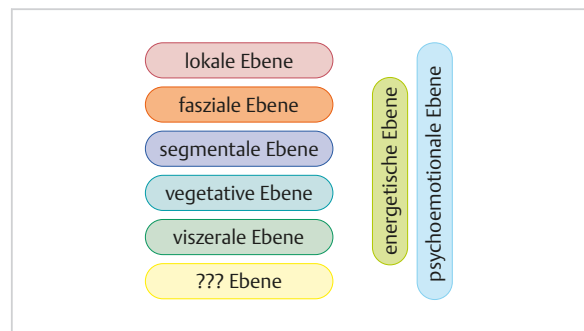 lokale Ebene
fasziale Ebene
segmentale Ebene
vegetative Ebene
viszerale Ebene
??? Ebene
energetische Ebene
psychoemotionale Ebene